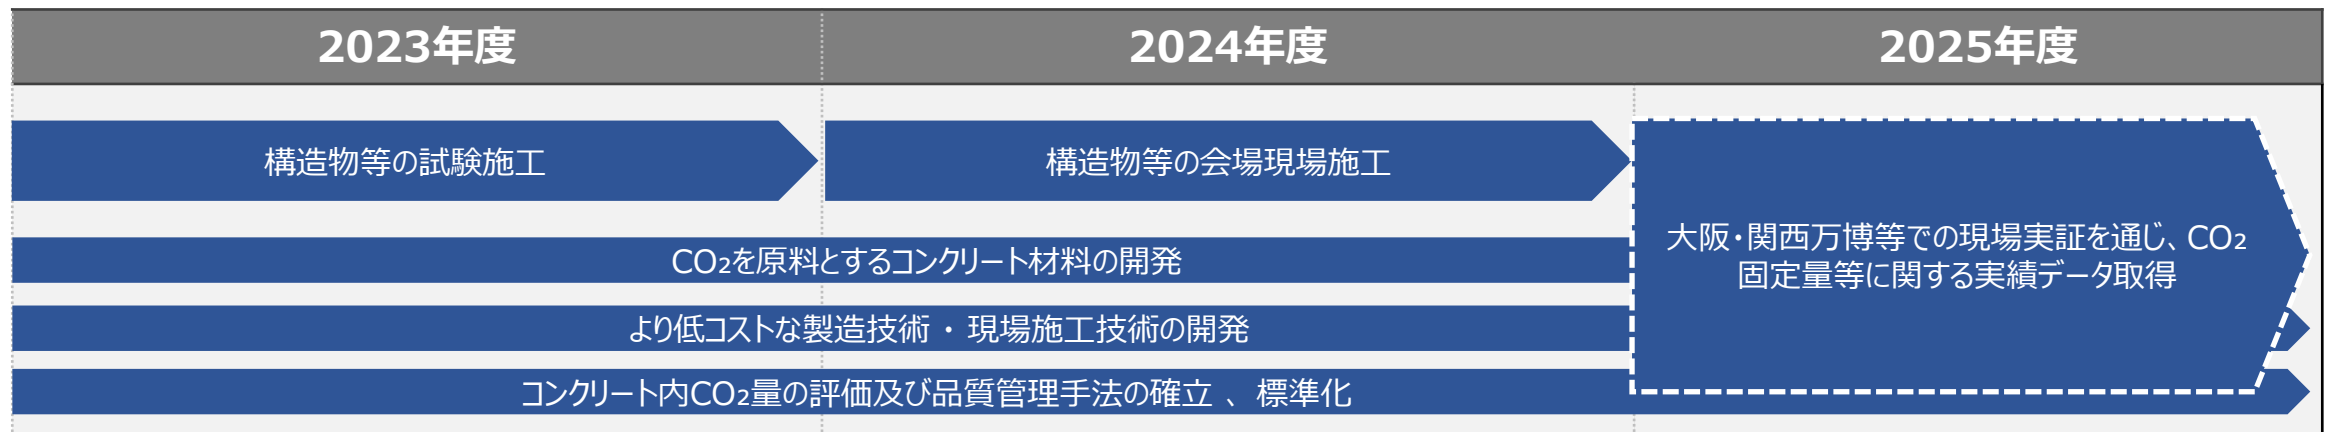 2023年度
2024年度
2025年度
構造物等の試験施工
構造物等の会場現場施工
大阪・関西万博等での現場実証を通じ、CO₂
固定量等に関する実績データ取得
CO₂を原料とするコンクリート材料の開発
より低コストな製造技術・現場施工技術の開発
コンクリート内CO₂量の評価及び品質管理手法の確立、標準化